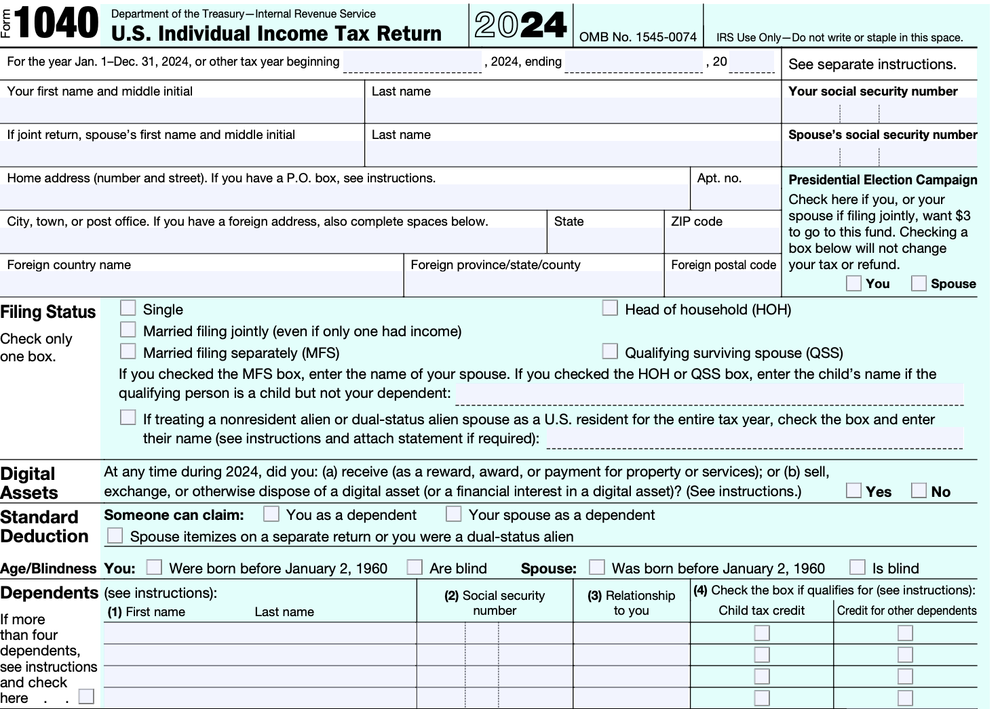 Form 1040
Department of the Treasury—Internal Revenue Service
U.S. Individual Income Tax Return
2024
OMB No. 1545-0074
IRS Use Only—Do not write or staple in this space.
For the year Jan. 1–Dec. 31, 2024, or other tax year beginning , 2024, ending , 20
See separate instructions.
Your first name and middle initial
Last name
Your social security number
If joint return, spouse’s first name and middle initial
Last name
Spouse’s social security number
Home address (number and street). If you have a P.O. box, see instructions.
Apt. no.
City, town, or post office. If you have a foreign address, also complete spaces below.
State
ZIP code
Foreign country name
Foreign province/state/county
Foreign postal code
Presidential Election Campaign
Check here if you, or your
spouse if filing jointly, want $3
to go to this fund. Checking a
box below will not change
your tax or refund.
You Spouse
Filing Status
Check only
one box.
Single
Married filing jointly (even if only one had income)
Married filing separately (MFS)
Head of household (HOH)
Qualifying surviving spouse (QSS)
If you checked the MFS box, enter the name of your spouse. If you checked the HOH or QSS box, enter the child’s name if the
qualifying person is a child but not your dependent:
If treating a nonresident alien or dual-status alien spouse as a U.S. resident for the entire tax year, check the box and enter
their name (see instructions and attach statement if required):
Digital
Assets
At any time during 2024, did you: (a) receive (as a reward, award, or payment for property or services); or (b) sell,
exchange, or otherwise dispose of a digital asset (or a financial interest in a digital asset)? (See instructions.)
Yes No
Standard
Deduction
Someone can claim: You as a dependent Your spouse as a dependent
Spouse itemizes on a separate return or you were a dual-status alien
Age/Blindness You: Were born before January 2, 1960 Are blind Spouse: Was born before January 2, 1960 Is blind
Dependents (see instructions):
If more
than four
dependents,
see instructions
and check
here . .
(1) First name Last name
(2) Social security
number
(3) Relationship
to you
(4) Check the box if qualifies for (see instructions):
Child tax credit
Credit for other dependents